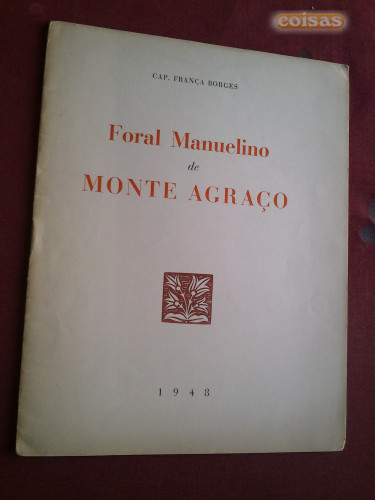 coisas
CAP. FRANÇA BORGES
Foral Manuelino
de
MONTE AGRAÇO
1948